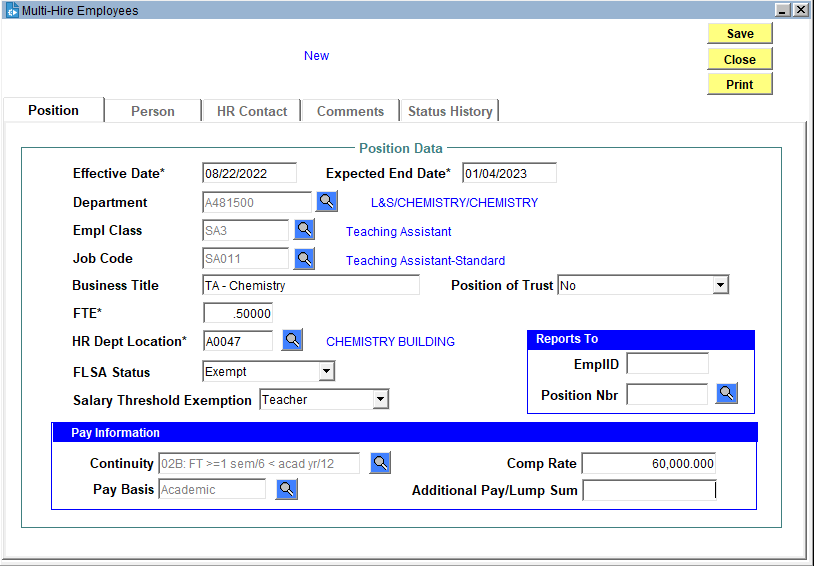 Multi-Hire Employees
Save
New
Close
Print
Position Person HR Contact Comments Status History
Position Data
Effective Date* 08/22/2022 Expected End Date* 01/04/2023
Department A481500 L&S/CHEMISTRY/CHEMISTRY
Empl Class SA3 Teaching Assistant
Job Code SA011 Teaching Assistant-Standard
Business Title TA - Chemistry Position of Trust No
FTE* .50000
HR Dept Location* A0047 CHEMISTRY BUILDING
Reports To
EmplID
FLSA Status Exempt
Position Nbr
Salary Threshold Exemption Teacher
Pay Information
Continuity 02B: FT >=1 sem/6 < acad yr/12 Comp Rate 60,000.000
Pay Basis Academic Additional Pay/Lump Sum